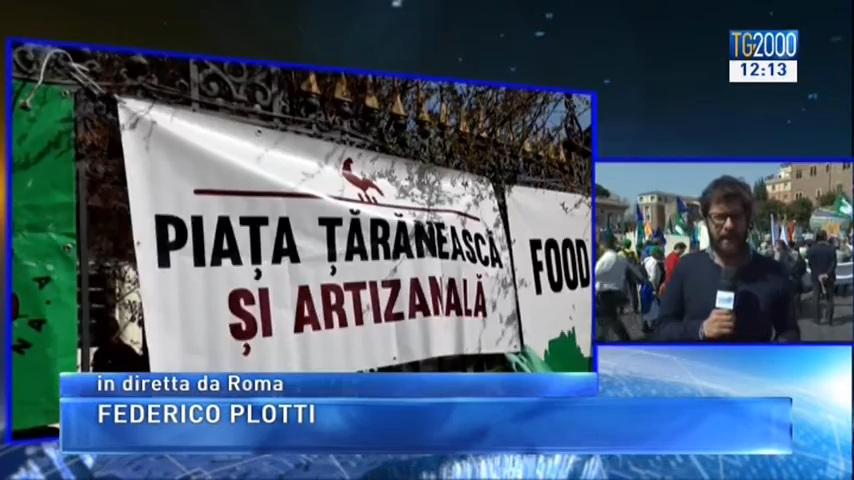 TG2000
12:13
PIAȚA ȚĂRĂNEASCĂ
ȘI ARTIZANALĂ
FOOD
in diretta da Roma
FEDERICO PLOTTI